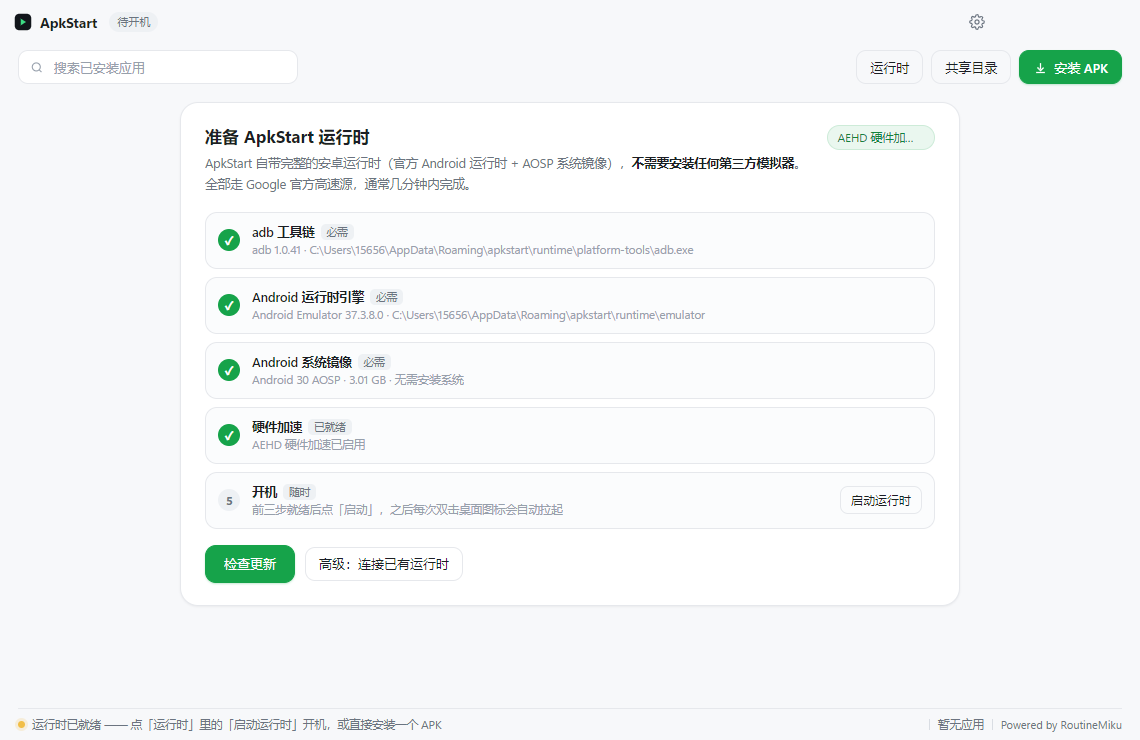 ApkStart 待开机
搜索已安装应用
运行时 共享目录 安装 APK
准备 ApkStart 运行时
AEHD 硬件加...
ApkStart 自带完整的安卓运行时（官方 Android 运行时 + AOSP 系统镜像），不需要安装任何第三方模拟器。
全部走 Google 官方高速源，通常几分钟内完成。
adb 工具链 必需
adb 1.0.41 · C:\Users\15656\AppData\Roaming\apkstart\runtime\platform-tools\adb.exe
Android 运行时引擎 必需
Android Emulator 37.3.8.0 · C:\Users\15656\AppData\Roaming\apkstart\runtime\emulator
Android 系统镜像 必需
Android 30 AOSP · 3.01 GB · 无需安装系统
硬件加速 已就绪
AEHD 硬件加速已启用
5 开机 随时
前三步就绪后点「启动」，之后每次双击桌面图标会自动拉起
启动运行时
检查更新 高级：连接已有运行时
运行时已就绪 —— 点「运行时」里的「启动运行时」开机，或直接安装一个 APK
暂无应用 Powered by RoutineMiku